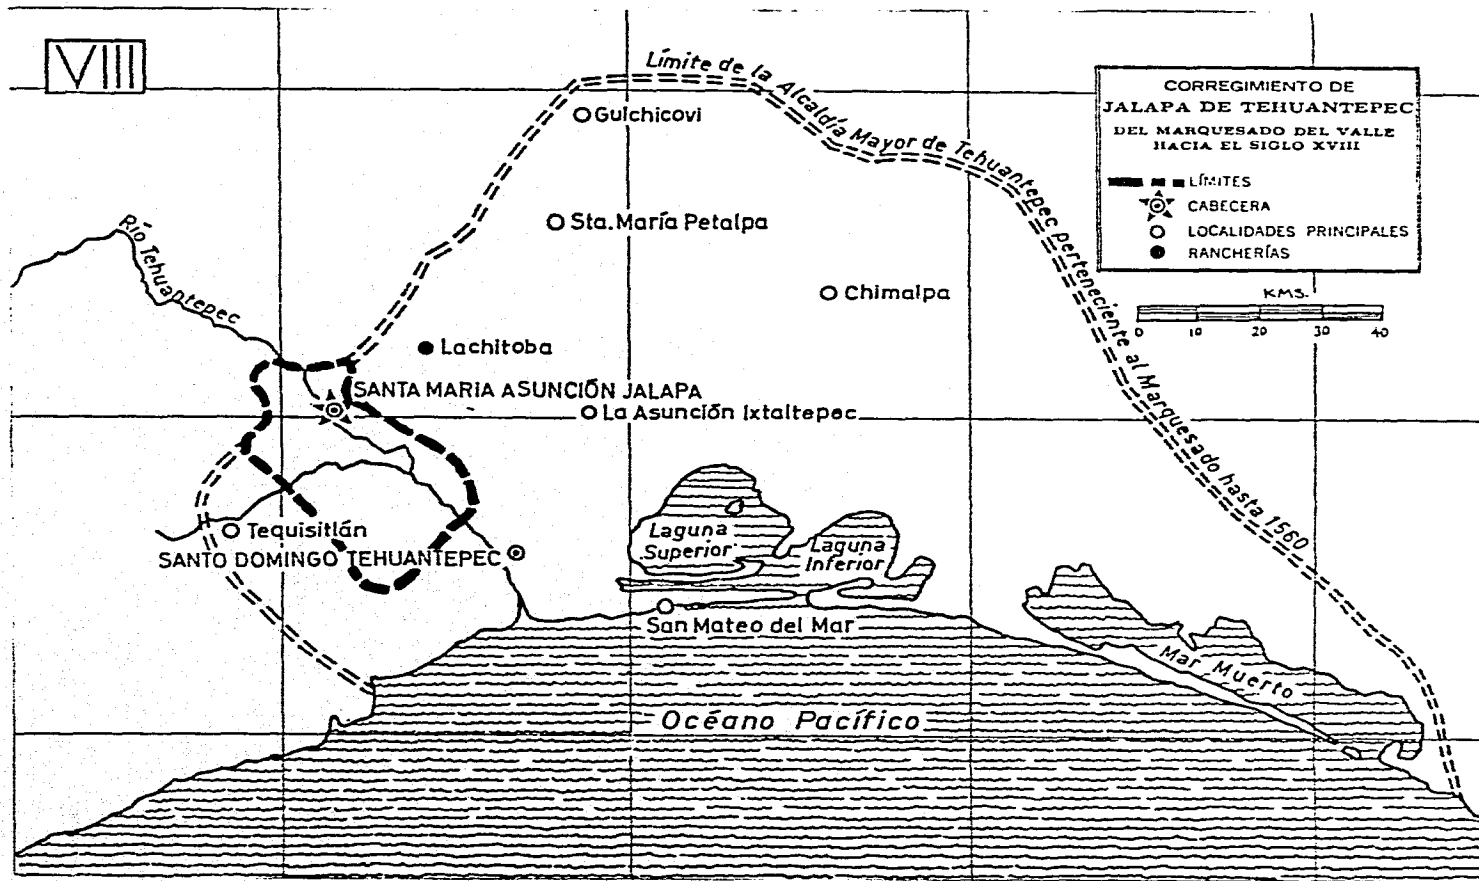 VIII
Límite de la Alcaldía Mayor de Tehuantepec perteneciente al Marquesado hasta 1560
CORREGIMIENTO DE
JALAPA DE TEHUANTEPEC
DEL MARQUESADO DEL VALLE
HACIA EL SIGLO XVIII
LÍMITES
CABECERA
LOCALIDADES PRINCIPALES
RANCHERÍAS
KMS.
0 10 20 30 40
Guichicovi
Sta. María Petalpa
Río Tehuantepec
Chimalpa
Lachitoba
SANTA MARIA ASUNCIÓN JALAPA
La Asunción Ixtaltepec
Tequisitlán
SANTO DOMINGO TEHUANTEPEC
Laguna
Superior
Laguna
Inferior
San Mateo del Mar
Mar Muerto
Océano Pacífico